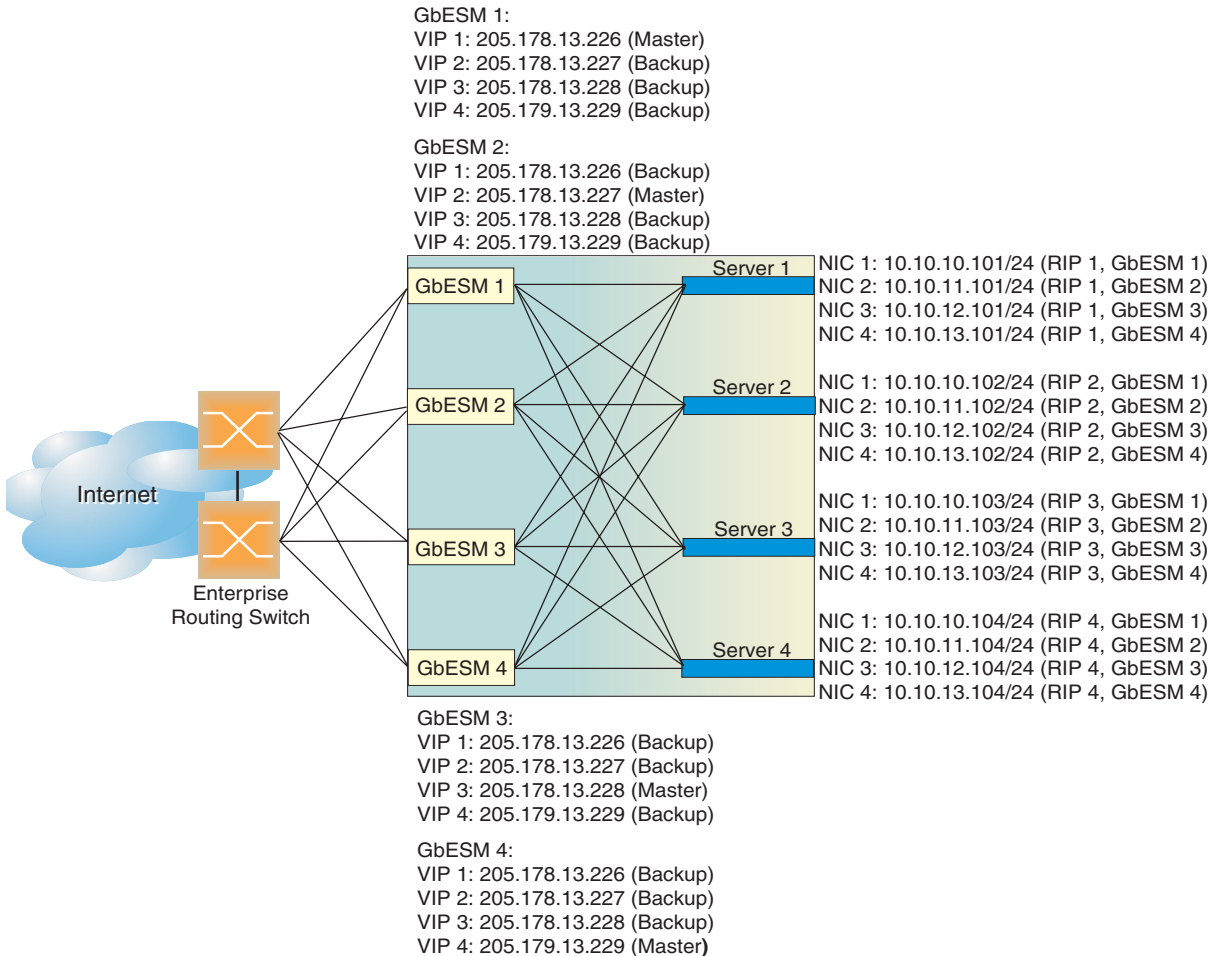 GbESM 1:
VIP 1: 205.178.13.226 (Master)
VIP 2: 205.178.13.227 (Backup)
VIP 3: 205.178.13.228 (Backup)
VIP 4: 205.179.13.229 (Backup)
GbESM 2:
VIP 1: 205.178.13.226 (Backup)
VIP 2: 205.178.13.227 (Master)
VIP 3: 205.178.13.228 (Backup)
VIP 4: 205.179.13.229 (Backup)
Internet
Enterprise
Routing Switch
GbESM 1
GbESM 2
GbESM 3
GbESM 4
Server 1
NIC 1: 10.10.10.101/24 (RIP 1, GbESM 1)
NIC 2: 10.10.11.101/24 (RIP 1, GbESM 2)
NIC 3: 10.10.12.101/24 (RIP 1, GbESM 3)
NIC 4: 10.10.13.101/24 (RIP 1, GbESM 4)
Server 2
NIC 1: 10.10.10.102/24 (RIP 2, GbESM 1)
NIC 2: 10.10.11.102/24 (RIP 2, GbESM 2)
NIC 3: 10.10.12.102/24 (RIP 2, GbESM 3)
NIC 4: 10.10.13.102/24 (RIP 2, GbESM 4)
Server 3
NIC 1: 10.10.10.103/24 (RIP 3, GbESM 1)
NIC 2: 10.10.11.103/24 (RIP 3, GbESM 2)
NIC 3: 10.10.12.103/24 (RIP 3, GbESM 3)
NIC 4: 10.10.13.103/24 (RIP 3, GbESM 4)
Server 4
NIC 1: 10.10.10.104/24 (RIP 4, GbESM 1)
NIC 2: 10.10.11.104/24 (RIP 4, GbESM 2)
NIC 3: 10.10.12.104/24 (RIP 4, GbESM 3)
NIC 4: 10.10.13.104/24 (RIP 4, GbESM 4)
GbESM 3:
VIP 1: 205.178.13.226 (Backup)
VIP 2: 205.178.13.227 (Backup)
VIP 3: 205.178.13.228 (Master)
VIP 4: 205.179.13.229 (Backup)
GbESM 4:
VIP 1: 205.178.13.226 (Backup)
VIP 2: 205.178.13.227 (Backup)
VIP 3: 205.178.13.228 (Backup)
VIP 4: 205.179.13.229 (Master)